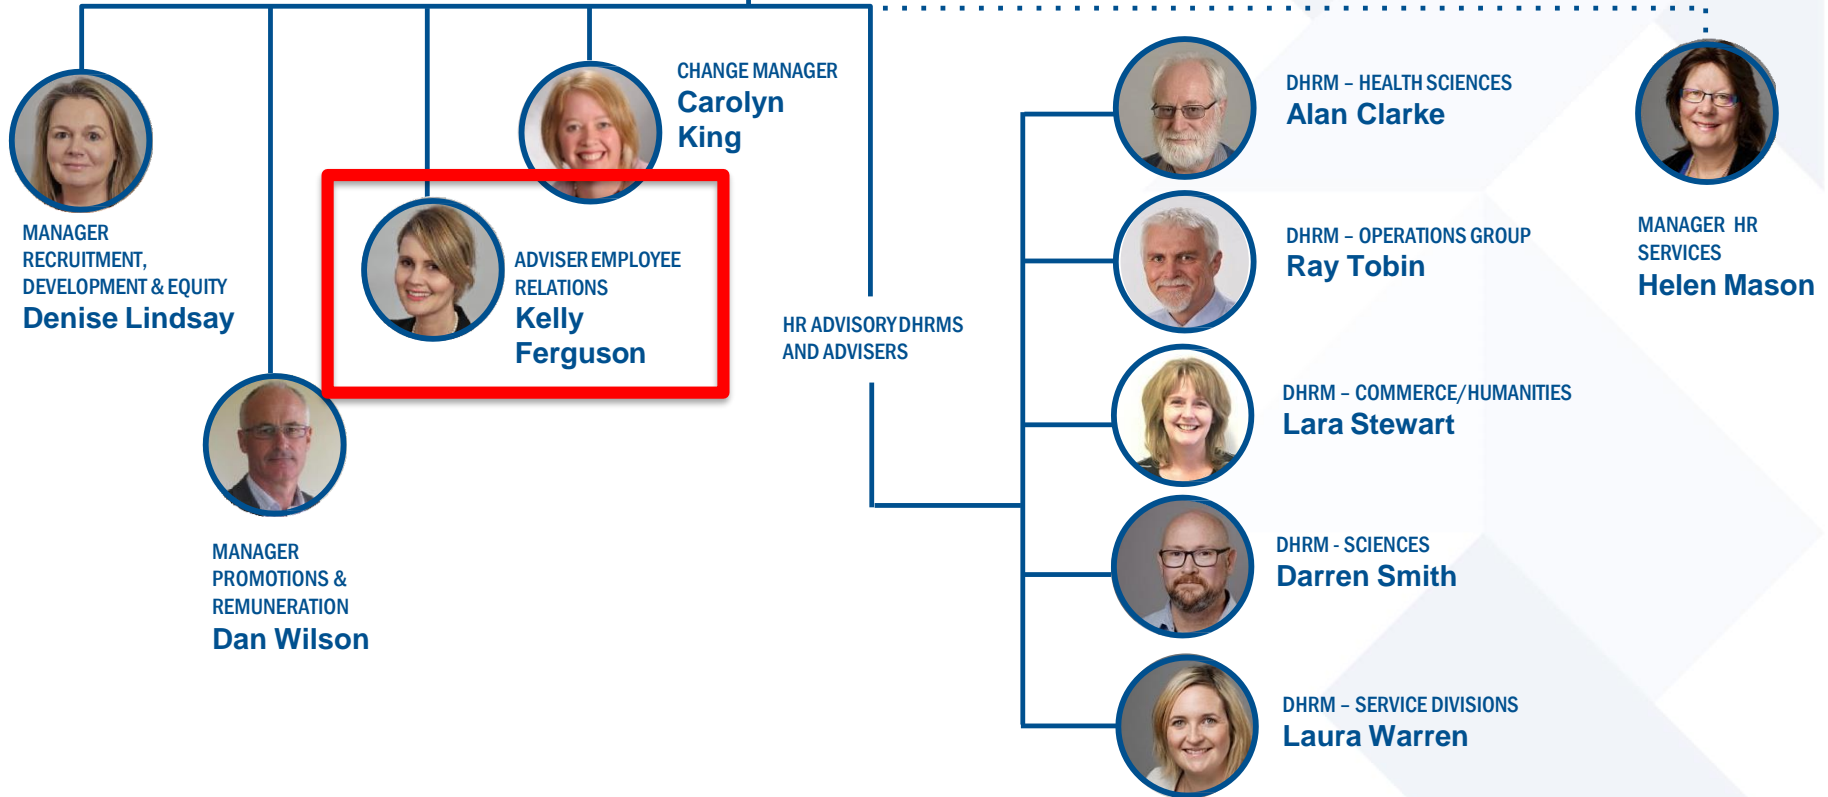 CHANGE MANAGER
Carolyn
King
MANAGER
RECRUITMENT,
DEVELOPMENT & EQUITY
Denise Lindsay
ADVISER EMPLOYEE
RELATIONS
Kelly
Ferguson
MANAGER
PROMOTIONS &
REMUNERATION
Dan Wilson
HR ADVISORY DHRMS
AND ADVISERS
DHRM – HEALTH SCIENCES
Alan Clarke
DHRM – OPERATIONS GROUP
Ray Tobin
DHRM – COMMERCE/HUMANITIES
Lara Stewart
DHRM - SCIENCES
Darren Smith
DHRM – SERVICE DIVISIONS
Laura Warren
MANAGER HR
SERVICES
Helen Mason